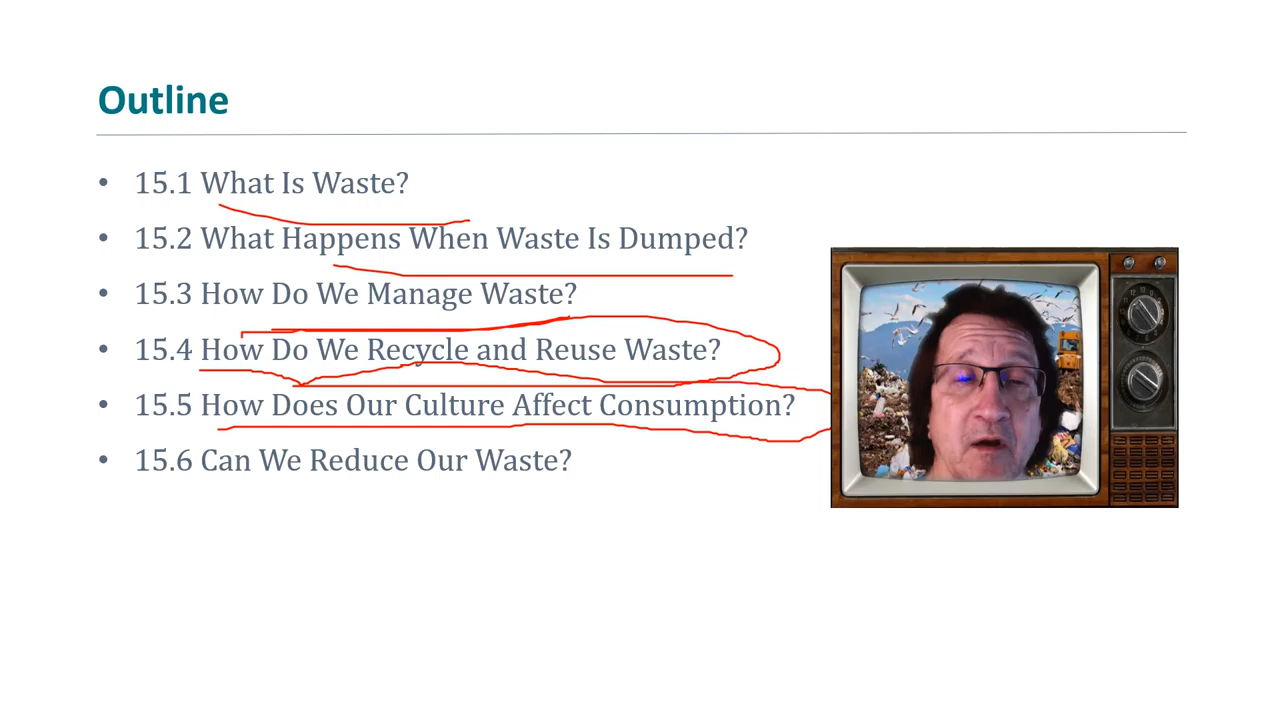 Outline
• 15.1 What Is Waste?
• 15.2 What Happens When Waste Is Dumped?
• 15.3 How Do We Manage Waste?
• 15.4 How Do We Recycle and Reuse Waste?
• 15.5 How Does Our Culture Affect Consumption?
• 15.6 Can We Reduce Our Waste?